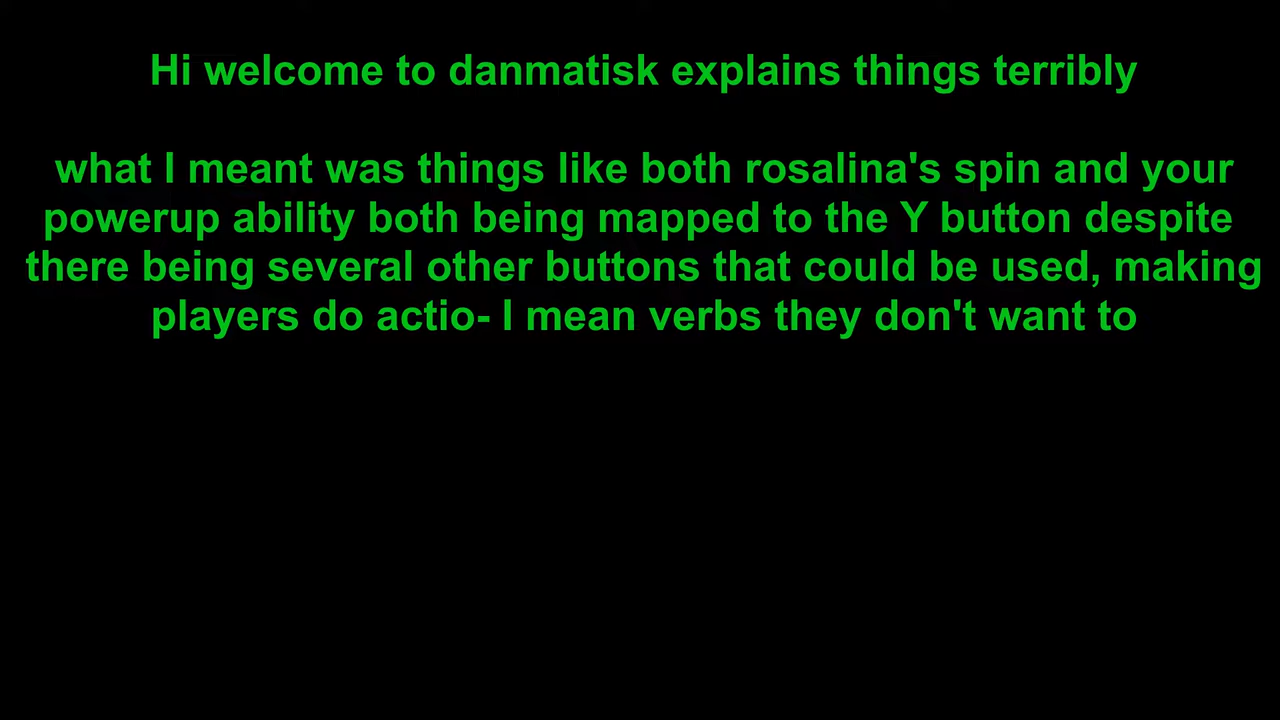 Hi welcome to danmatisk explains things terribly
what I meant was things like both rosalina's spin and your
powerup ability both being mapped to the Y button despite
there being several other buttons that could be used, making
players do actio- I mean verbs they don't want to